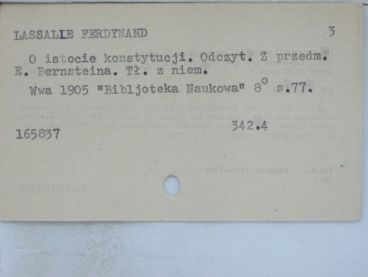 LASSALLE FERDYNAND 3
O istocie konstytucji. Odczyt. Z przedm.
E. Bernsteina. Tł. z niem.
Wwa 1905 "Bibljoteka Naukowa" 8° s.77.
342.4
165837